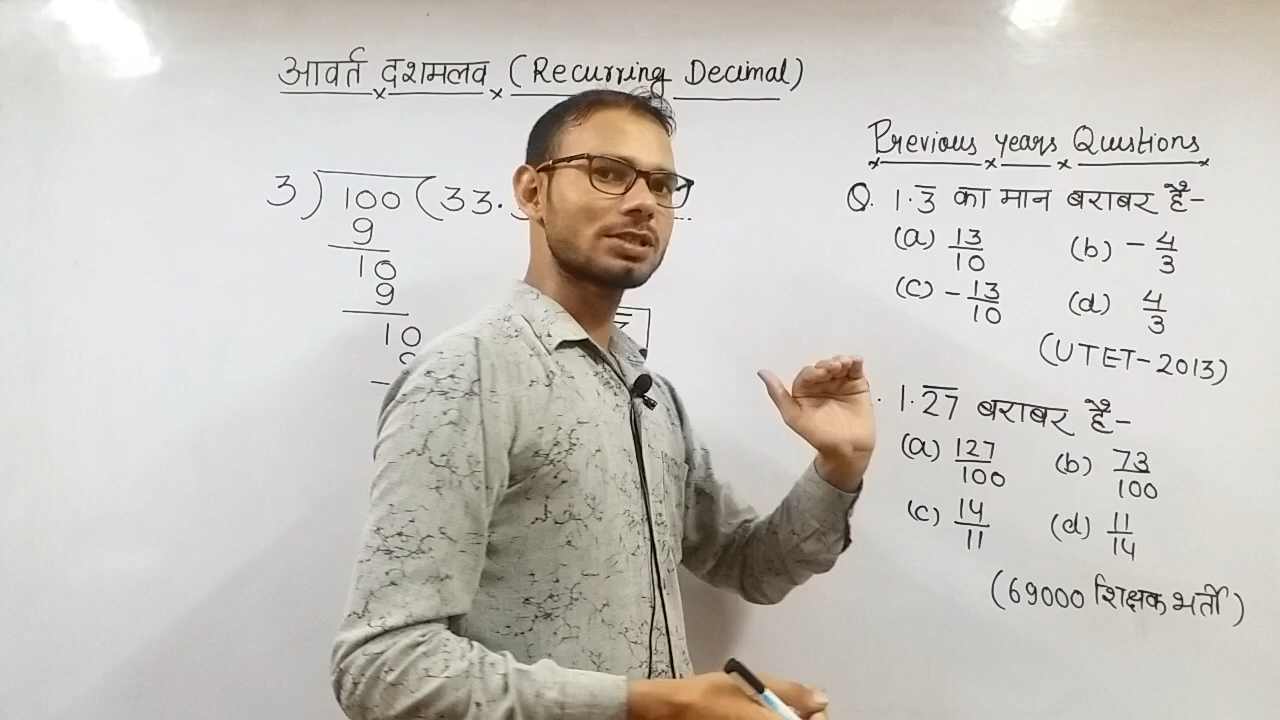 आवर्त दशमलव (Recurring Decimal)
3) 100 (33.
9
10
9
10
Previous years Questions
Q. 1.3̅ का मान बराबर है-
(a) 13/10 (b) -4/3
(c) -13/10 (d) 4/3
(UTET-2013)
1.2̅7̅ बराबर है-
(a) 127/100 (b) 73/100
(c) 14/11 (d) 11/14
(69000 शिक्षक भर्ती)